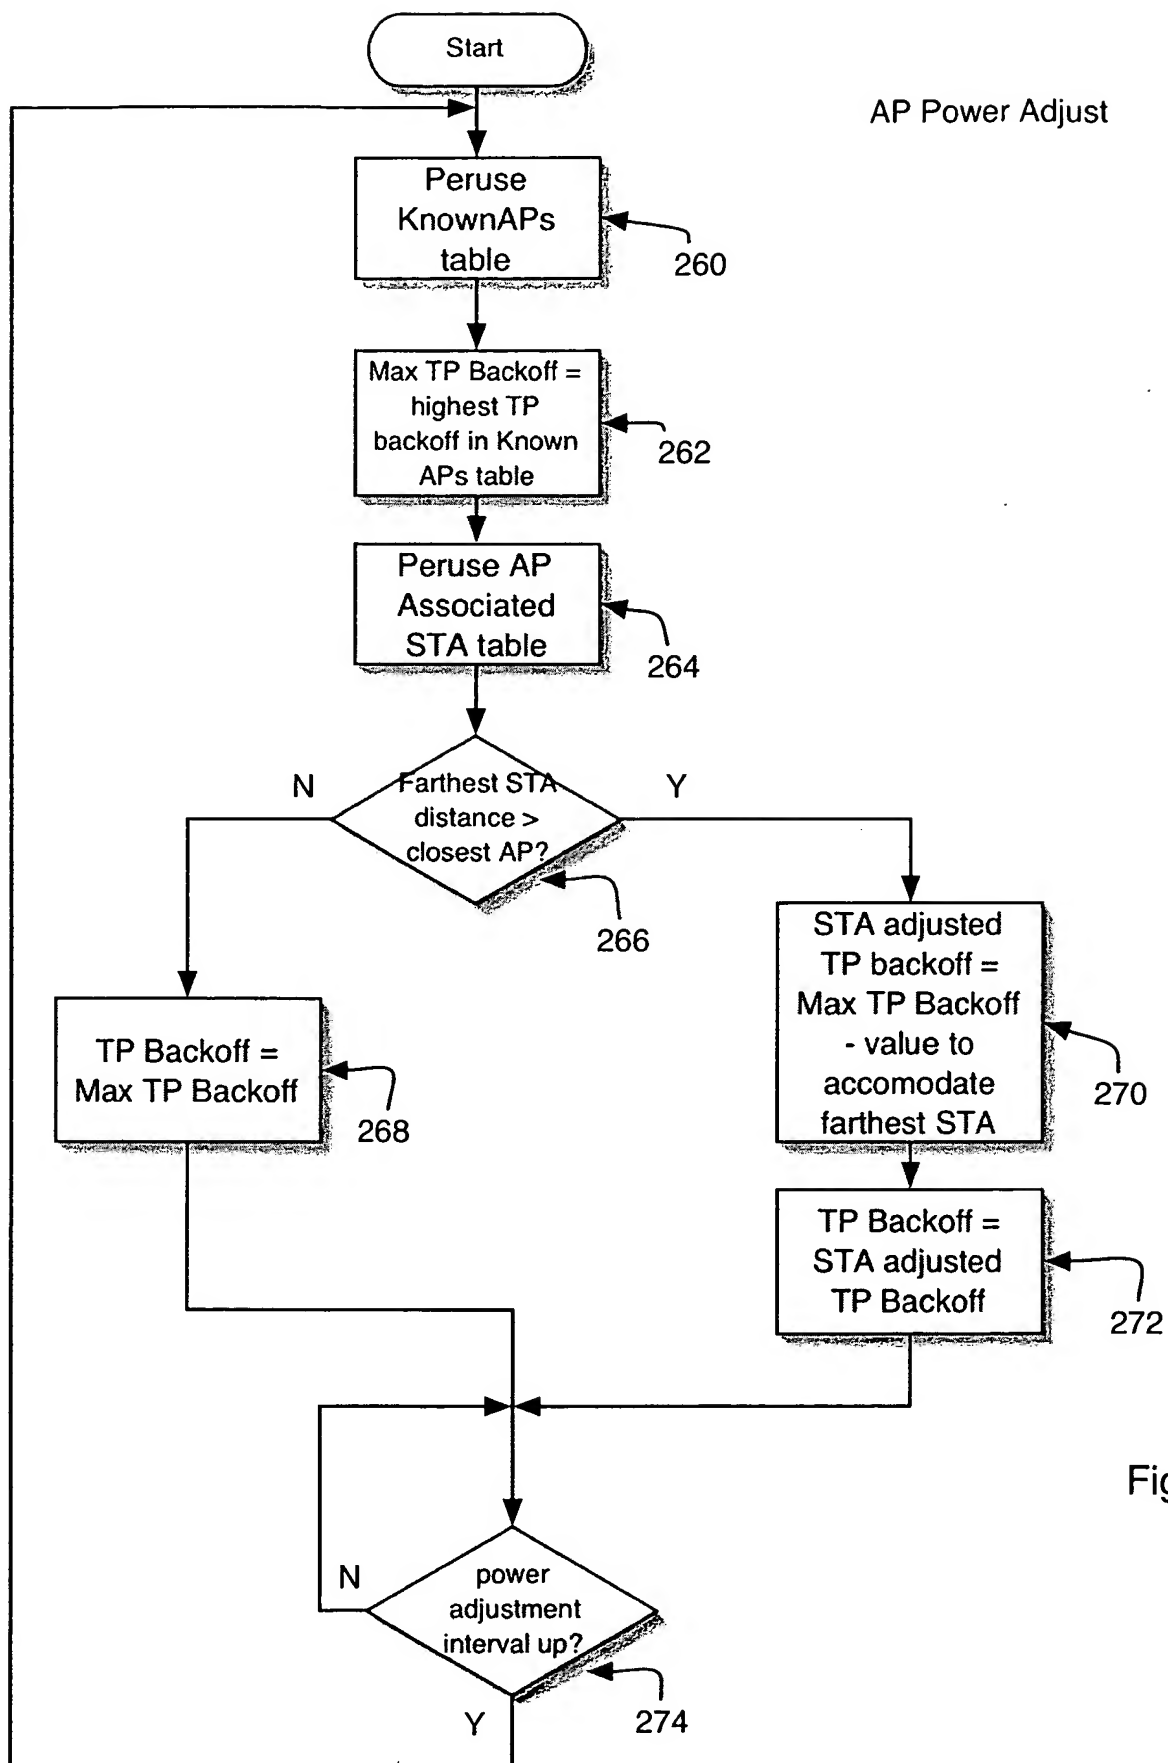 Start
AP Power Adjust
Peruse
KnownAPs
table
260
Max TP Backoff =
highest TP
backoff in Known
APs table
262
Peruse AP
Associated
STA table
264
N
Farthest STA
distance >
closest AP?
Y
266
STA adjusted
TP backoff =
Max TP Backoff
- value to
accomodate
farthest STA
270
TP Backoff =
Max TP Backoff
268
TP Backoff =
STA adjusted
TP Backoff
272
N
power
adjustment
interval up?
274
Y